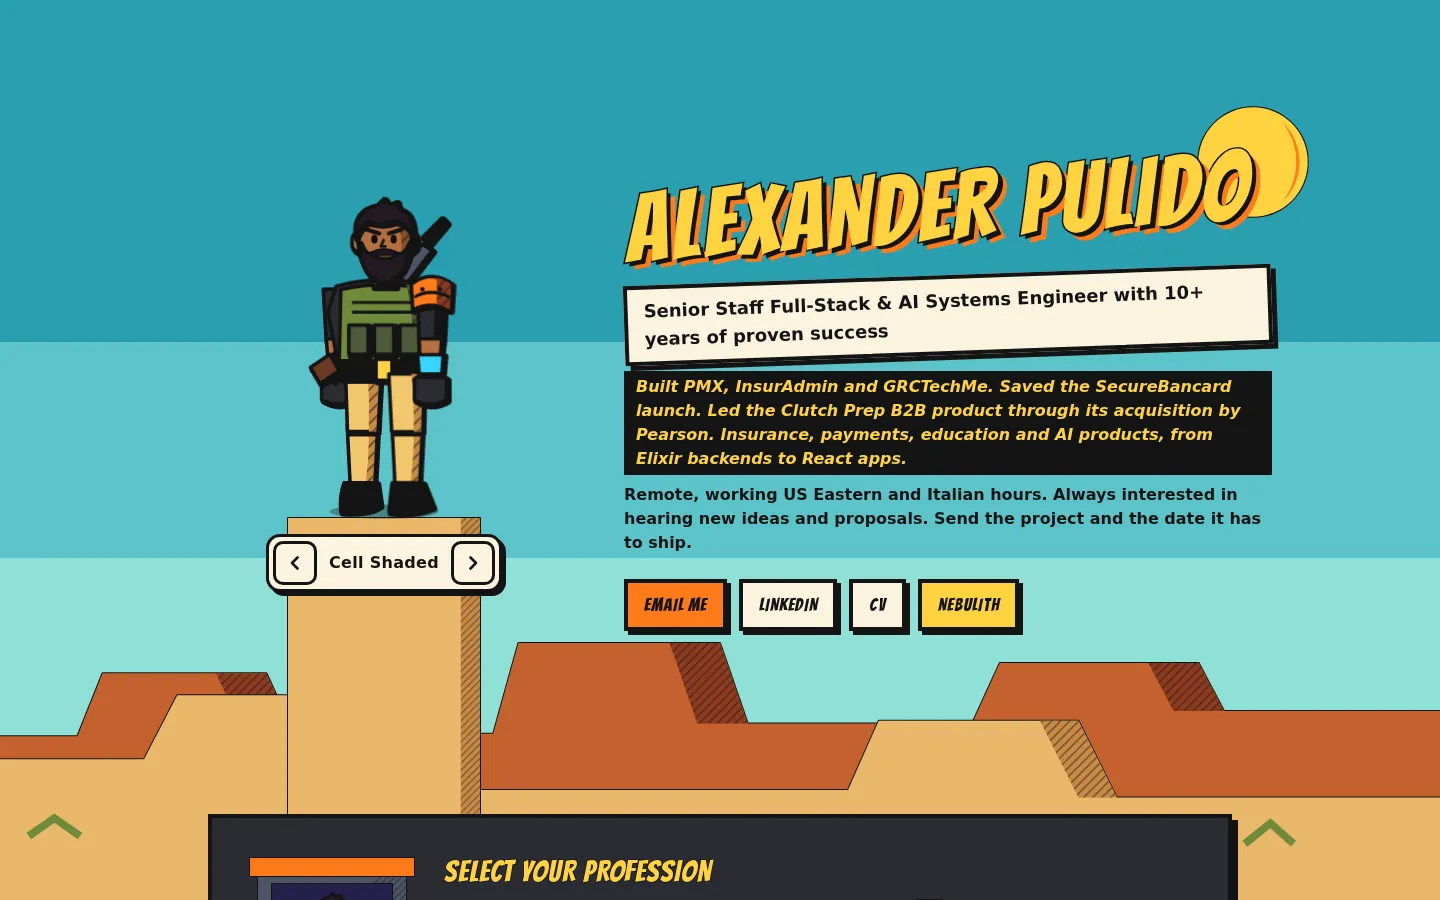 ALEXANDER PULIDO
Senior Staff Full-Stack & AI Systems Engineer with 10+
years of proven success
Built PMX, InsurAdmin and GRCTechMe. Saved the SecureBancard
launch. Led the Clutch Prep B2B product through its acquisition by
Pearson. Insurance, payments, education and AI products, from
Elixir backends to React apps.
Remote, working US Eastern and Italian hours. Always interested in
hearing new ideas and proposals. Send the project and the date it has
to ship.
Cell Shaded
EMAIL ME
LINKEDIN
CV
NEBULITH
SELECT YOUR PROFESSION